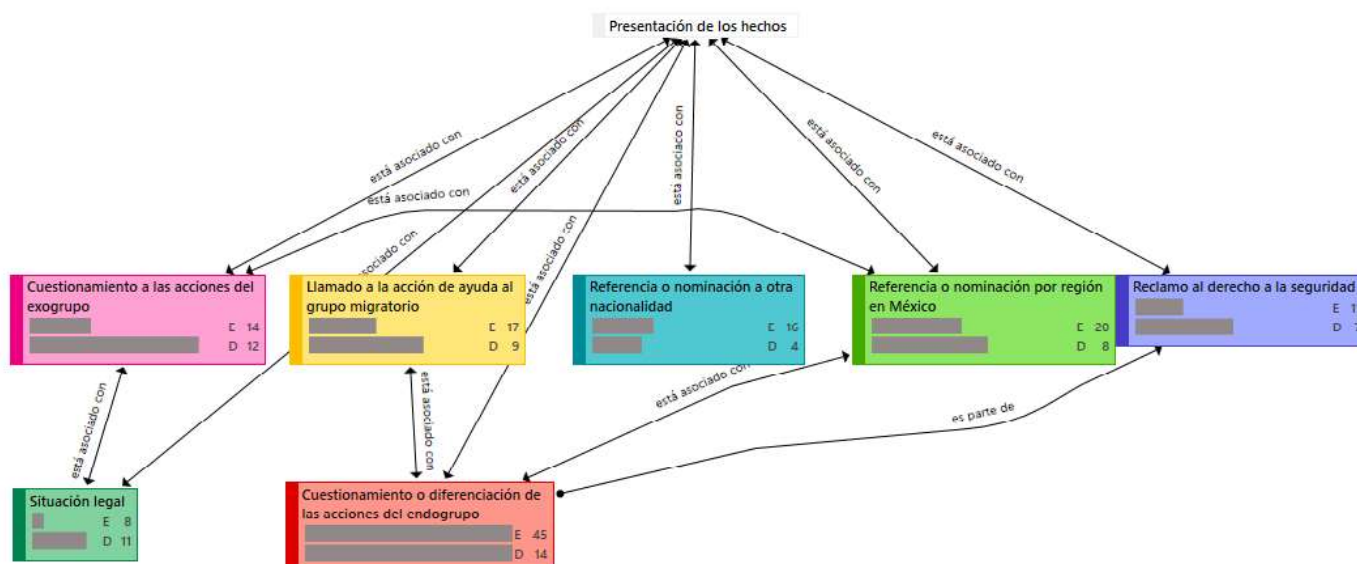 Presentación de los hechos
está asociado con
está asociado con
está asociaco con
está asociado con
está asociado con
está asociado con
está asociado con
ociado con
Cuestionamiento a las acciones del
exogrupo
E 14
D 12
Llamado a la acción de ayuda al
grupo migratorio
E 17
D 9
Referencia o nominación a otra
nacionalidad
E 16
D 4
Referencia o nominación por región
en México
E 20
D 8
Reclamo al derecho a la seguridad
E
D
está asociado con
está asociado con
está asociado con
es parte de
Situación legal
E 8
D 11
Cuestionamiento o diferenciación de
las acciones del endogrupo
E 45
D 14